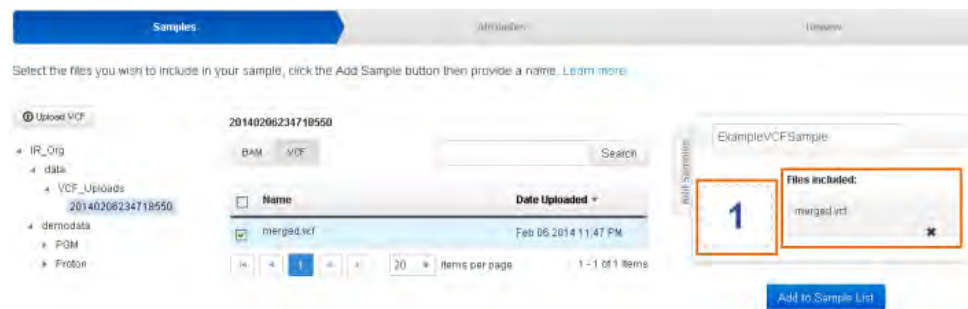 Samples
Attributes
Review
Select the files you wish to include in your sample, click the Add Sample button then provide a name. Learn more
Upload VCF
IR_Org
data
VCF_Uploads
20140206234718550
demodata
PGM
Proton
20140206234718550
BAM VCF
Search
Name Date Uploaded
merged.vcf Feb 06 2014 11:47 PM
1 20 items per page 1 - 1 of 1 items
Add Samples
ExampleVCFSample
1
Files included:
merged.vcf
Add to Sample List